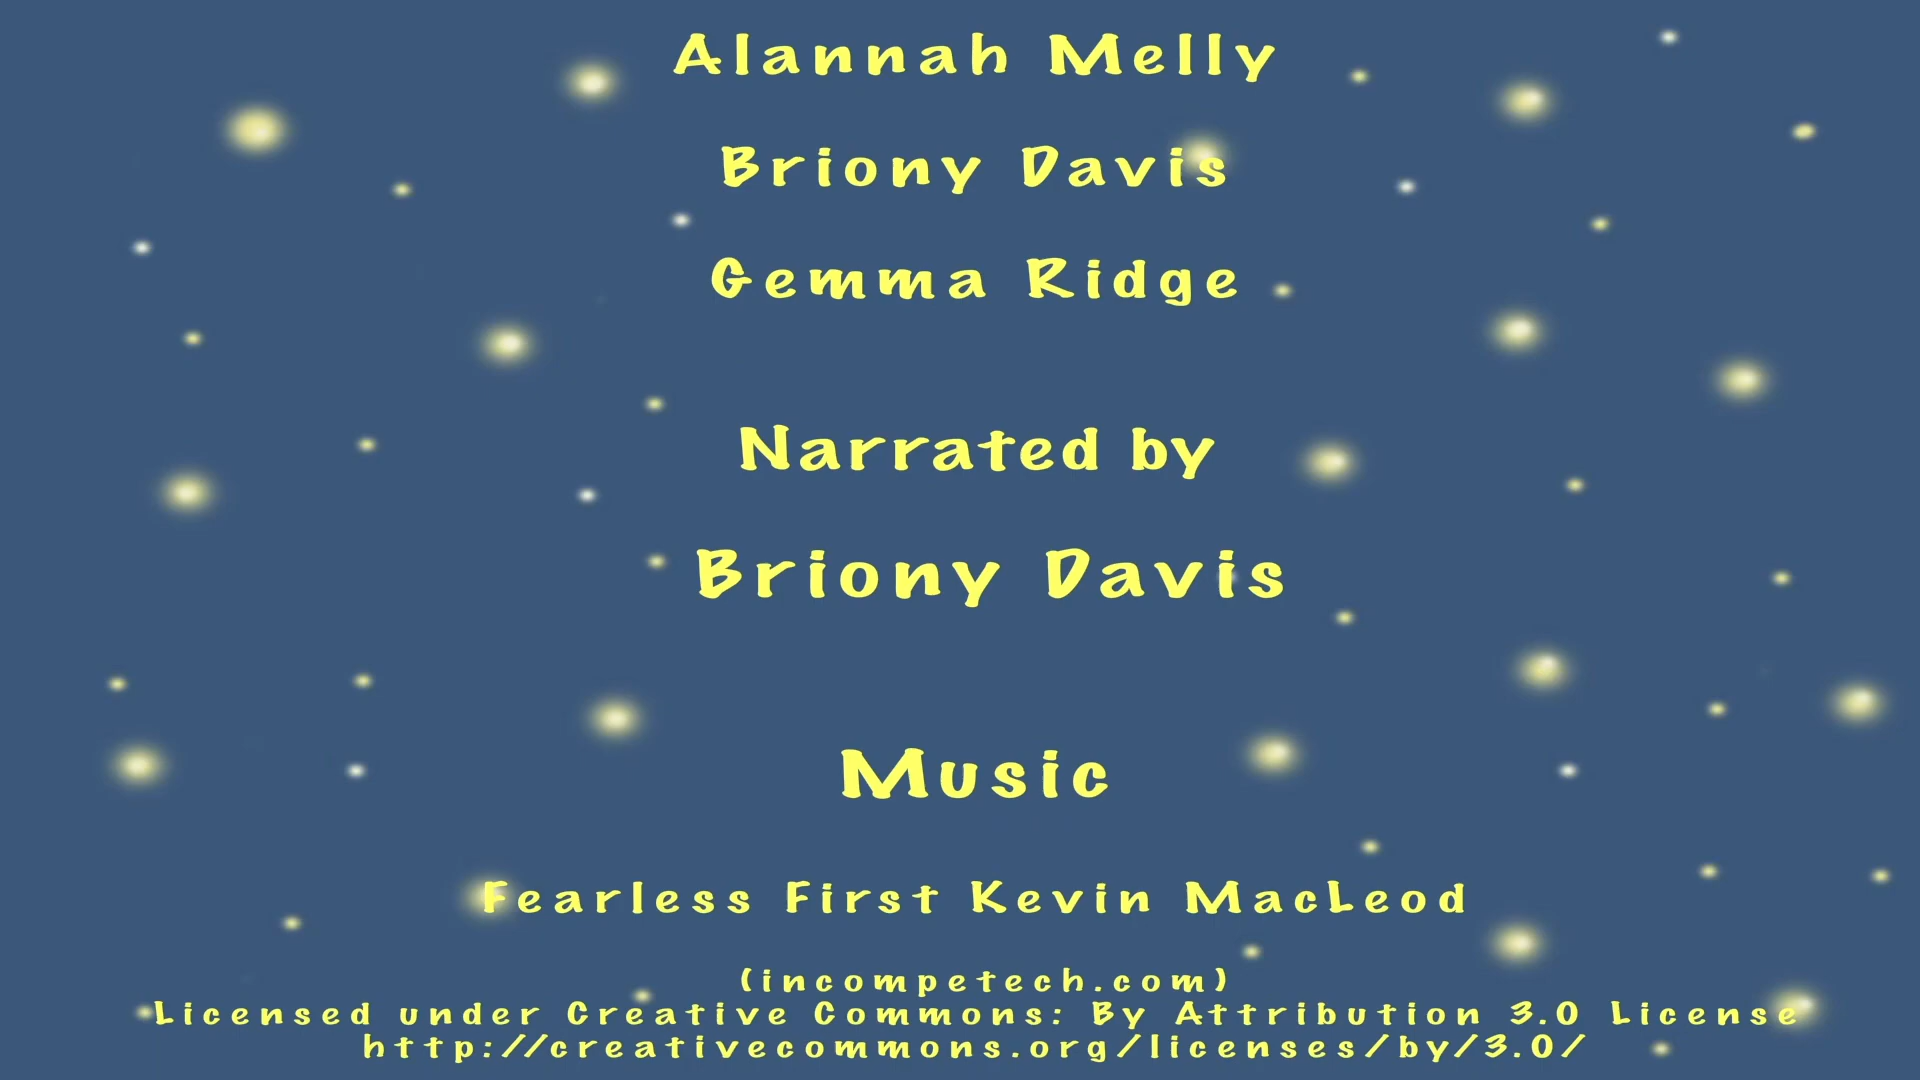 Alannah Melly
Briony Davis
Gemma Ridge
Narrated by
Briony Davis
Music
Fearless First Kevin MacLeod
(incompetech.com)
Licensed under Creative Commons: By Attribution 3.0 License
http://creativecommons.org/licenses/by/3.0/